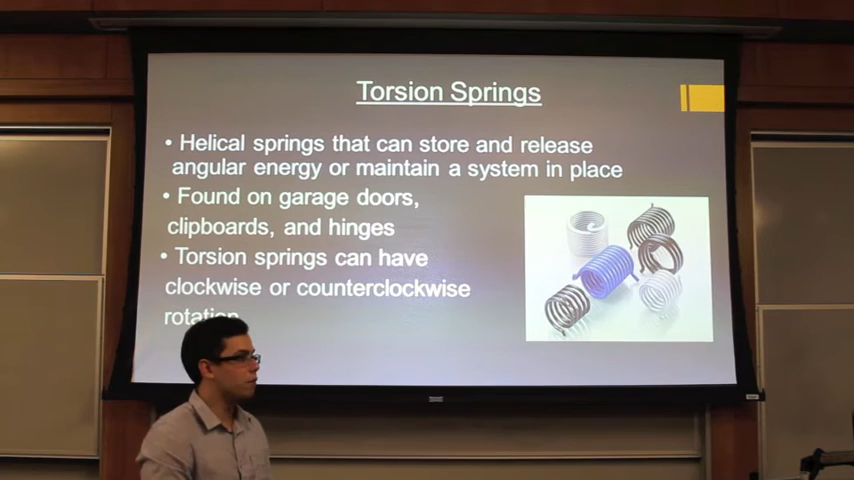 Torsion Springs
• Helical springs that can store and release
angular energy or maintain a system in place
• Found on garage doors,
clipboards, and hinges
• Torsion springs can have
clockwise or counterclockwise
rotation